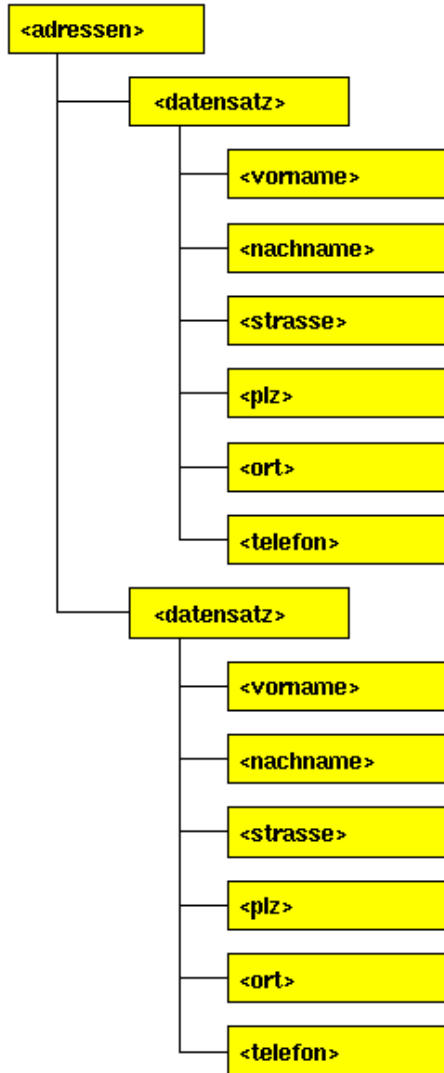 <adressen>
<datensatz>
<vorname>
<nachname>
<strasse>
<plz>
<ort>
<telefon>
<datensatz>
<vorname>
<nachname>
<strasse>
<plz>
<ort>
<telefon>